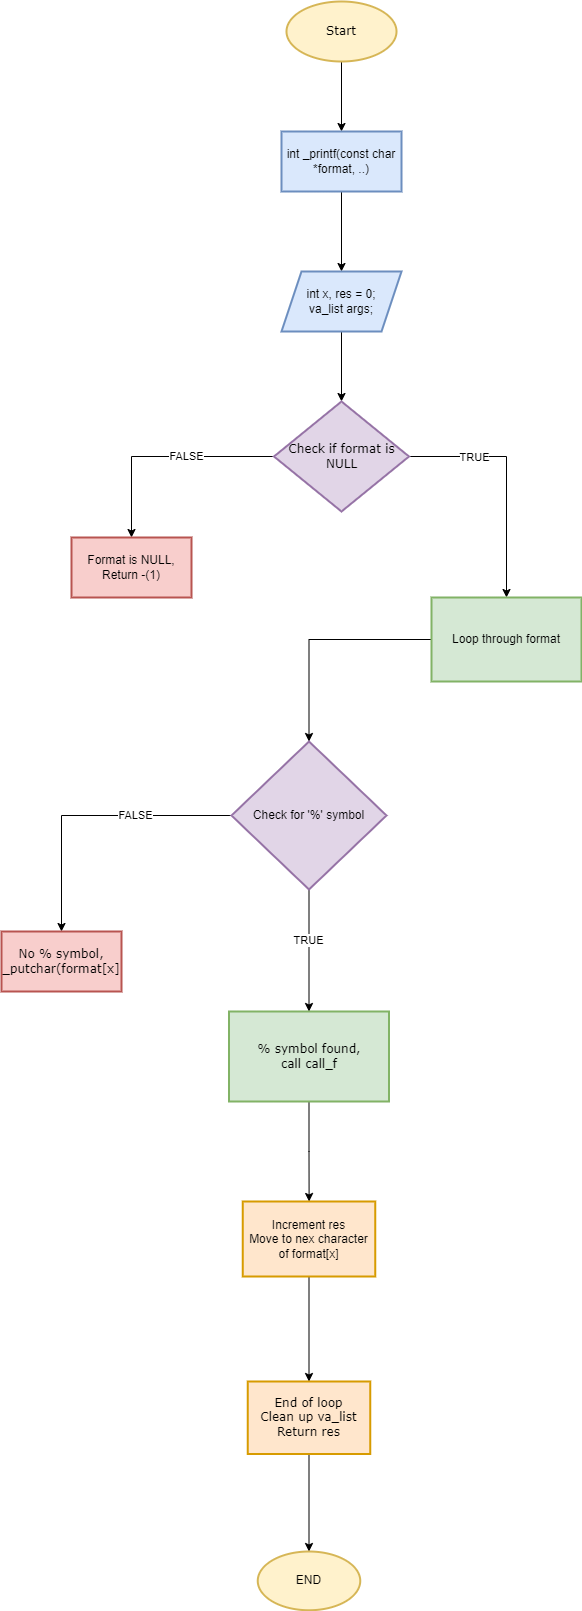 Start
int _printf(const char
*format, ..)
int x, res = 0;
va_list args;
Check if format is
NULL
FALSE
TRUE
Format is NULL,
Return -(1)
Loop through format
Check for '%' symbol
FALSE
No % symbol,
_putchar(format[x]
TRUE
% symbol found,
call call_f
Increment res
Move to nex character
of format[x]
End of loop
Clean up va_list
Return res
END